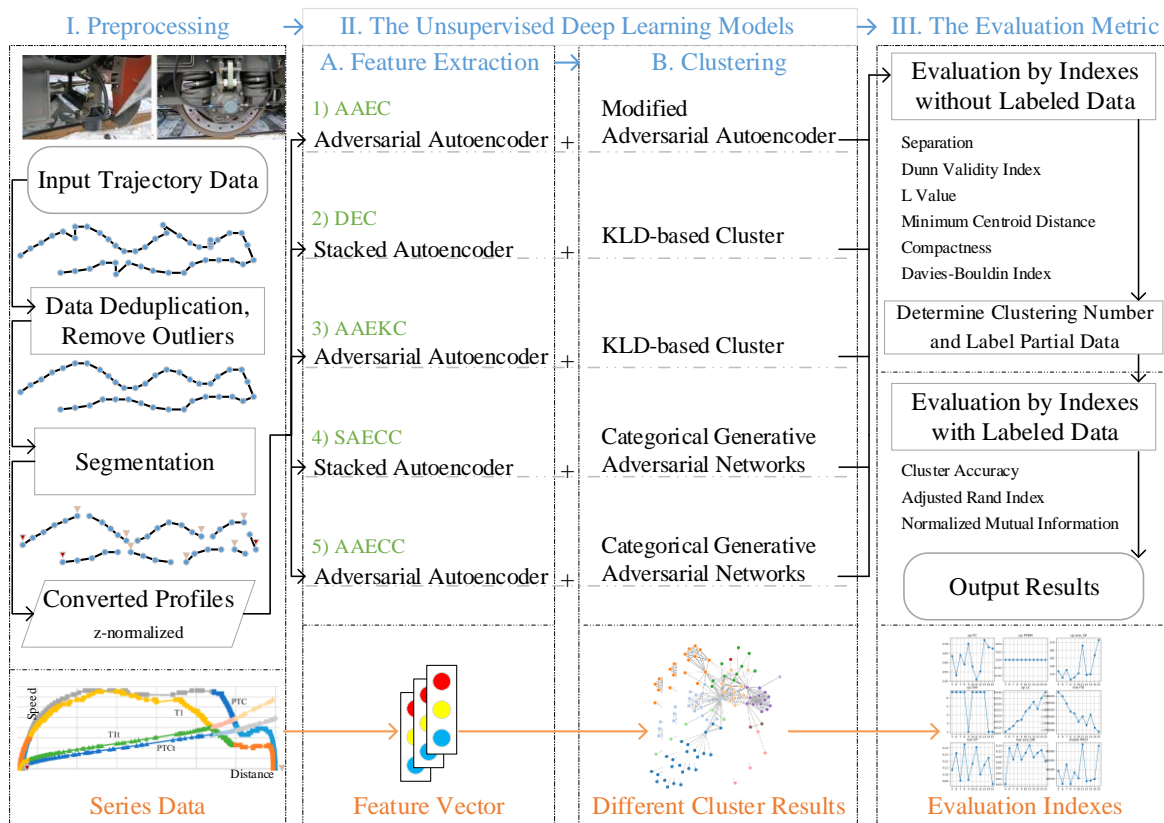 I. Preprocessing
II. The Unsupervised Deep Learning Models
III. The Evaluation Metric
A. Feature Extraction
B. Clustering
Input Trajectory Data
Data Deduplication,
Remove Outliers
Segmentation
Converted Profiles
z-normalized
1) AAEC
Adversarial Autoencoder
+
Modified
Adversarial Autoencoder
2) DEC
Stacked Autoencoder
+
KLD-based Cluster
3) AAEKC
Adversarial Autoencoder
+
KLD-based Cluster
4) SAECC
Stacked Autoencoder
+
Categorical Generative
Adversarial Networks
5) AAECC
Adversarial Autoencoder
+
Categorical Generative
Adversarial Networks
Evaluation by Indexes
without Labeled Data
Separation
Dunn Validity Index
L Value
Minimum Centroid Distance
Compactness
Davies-Bouldin Index
Determine Clustering Number
and Label Partial Data
Evaluation by Indexes
with Labeled Data
Cluster Accuracy
Adjusted Rand Index
Normalized Mutual Information
Output Results
Speed
PTC
T1
T1t
PTCt
Distance
Series Data
Feature Vector
Different Cluster Results
Evaluation Indexes